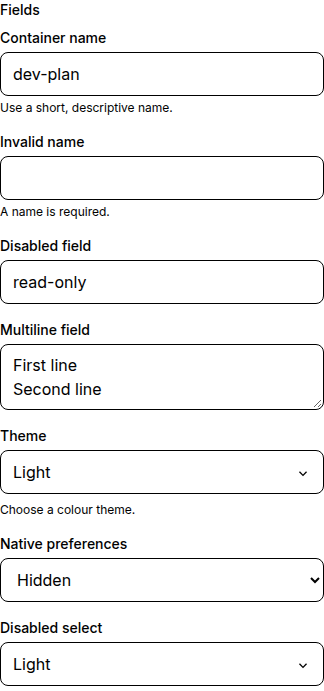 Fields
Container name
dev-plan
Use a short, descriptive name.
Invalid name
A name is required.
Disabled field
read-only
Multiline field
First line
Second line
Theme
Light
Choose a colour theme.
Native preferences
Hidden
Disabled select
Light